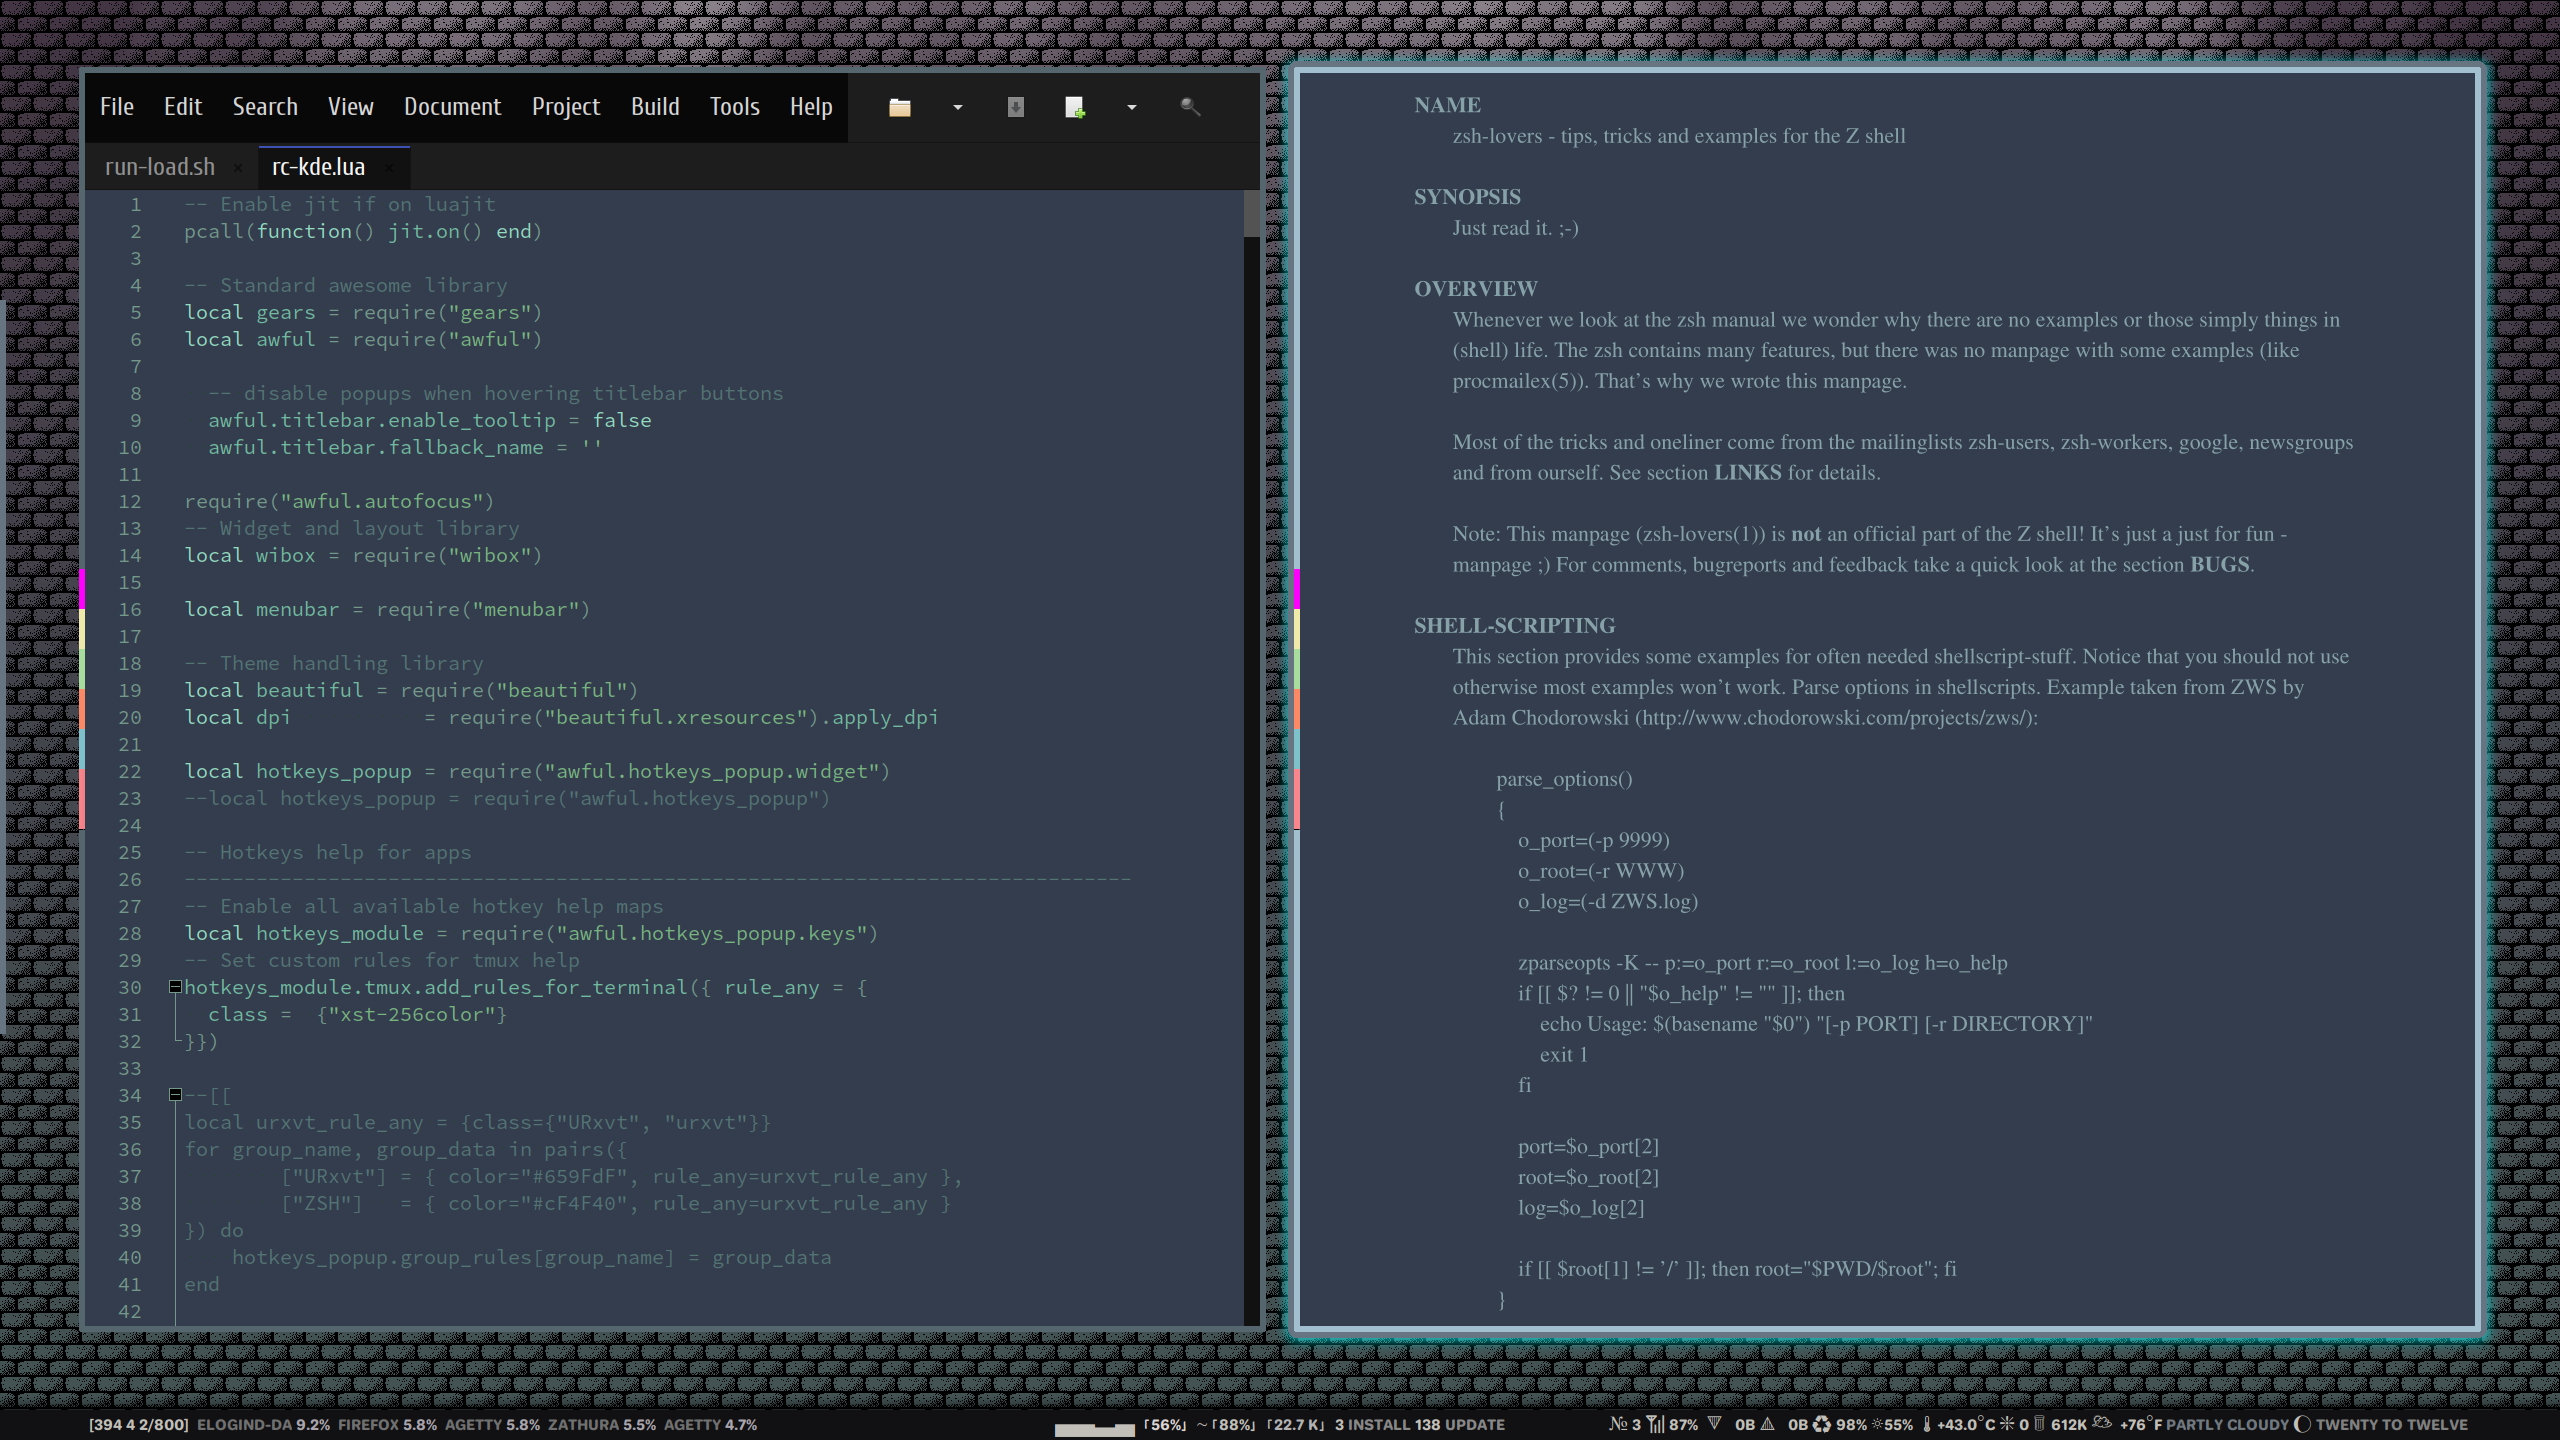 File Edit Search View Document Project Build Tools Help
run-load.sh × rc-kde.lua ×
1 -- Enable jit if on luajit
2 pcall(function() jit.on() end)
3
4 -- Standard awesome library
5 local gears = require("gears")
6 local awful = require("awful")
7
8   -- disable popups when hovering titlebar buttons
9   awful.titlebar.enable_tooltip = false
10   awful.titlebar.fallback_name = ''
11
12 require("awful.autofocus")
13 -- Widget and layout library
14 local wibox = require("wibox")
15
16 local menubar = require("menubar")
17
18 -- Theme handling library
19 local beautiful = require("beautiful")
20 local dpi           = require("beautiful.xresources").apply_dpi
21
22 local hotkeys_popup = require("awful.hotkeys_popup.widget")
23 --local hotkeys_popup = require("awful.hotkeys_popup")
24
25 -- Hotkeys help for apps
26 -------------------------------------------------------------------------------
27 -- Enable all available hotkey help maps
28 local hotkeys_module = require("awful.hotkeys_popup.keys")
29 -- Set custom rules for tmux help
30 hotkeys_module.tmux.add_rules_for_terminal({ rule_any = {
31   class =  {"xst-256color"}
32 }})
33
34 --[[
35 local urxvt_rule_any = {class={"URxvt", "urxvt"}}
36 for group_name, group_data in pairs({
37         ["URxvt"] = { color="#659FdF", rule_any=urxvt_rule_any },
38         ["ZSH"]   = { color="#cF4F40", rule_any=urxvt_rule_any }
39 }) do
40     hotkeys_popup.group_rules[group_name] = group_data
41 end
42
NAME
zsh-lovers - tips, tricks and examples for the Z shell
SYNOPSIS
Just read it. ;-)
OVERVIEW
Whenever we look at the zsh manual we wonder why there are no examples or those simply things in
(shell) life. The zsh contains many features, but there was no manpage with some examples (like
procmailex(5)). That’s why we wrote this manpage.
Most of the tricks and oneliner come from the mailinglists zsh-users, zsh-workers, google, newsgroups
and from ourself. See section LINKS for details.
Note: This manpage (zsh-lovers(1)) is not an official part of the Z shell! It’s just a just for fun -
manpage ;) For comments, bugreports and feedback take a quick look at the section BUGS.
SHELL-SCRIPTING
This section provides some examples for often needed shellscript-stuff. Notice that you should not use
otherwise most examples won’t work. Parse options in shellscripts. Example taken from ZWS by
Adam Chodorowski (http://www.chodorowski.com/projects/zws/):
parse_options()
{
o_port=(-p 9999)
o_root=(-r WWW)
o_log=(-d ZWS.log)
zparseopts -K -- p:=o_port r:=o_root l:=o_log h=o_help
if [[ $? != 0 || "$o_help" != "" ]]; then
echo Usage: $(basename "$0") "[-p PORT] [-r DIRECTORY]"
exit 1
fi
port=$o_port[2]
root=$o_root[2]
log=$o_log[2]
if [[ $root[1] != ’/’ ]]; then root="$PWD/$root"; fi
}
[394 4 2/800] ELOGIND-DA 9.2% FIREFOX 5.8% AGETTY 5.8% ZATHURA 5.5% AGETTY 4.7% ⌈56%⌋ ~⌈88%⌋ ⌈22.7 K⌋ 3 INSTALL 138 UPDATE № 3 87% 0B 0B 98% 55% +43.0°C 0 612K +76°F PARTLY CLOUDY TWENTY TO TWELVE